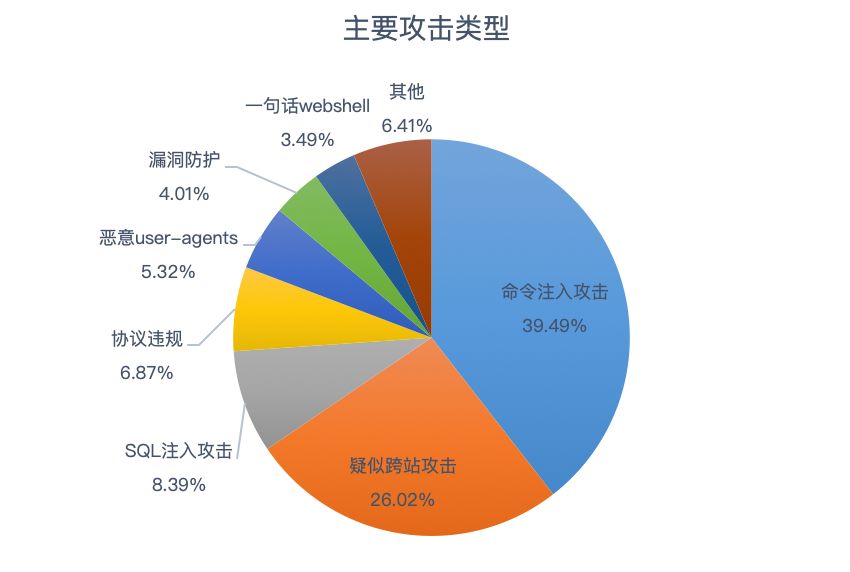 主要攻击类型
其他
6.41%
一句话webshell
3.49%
漏洞防护
4.01%
恶意user-agents
5.32%
协议违规
6.87%
SQL注入攻击
8.39%
疑似跨站攻击
26.02%
命令注入攻击
39.49%